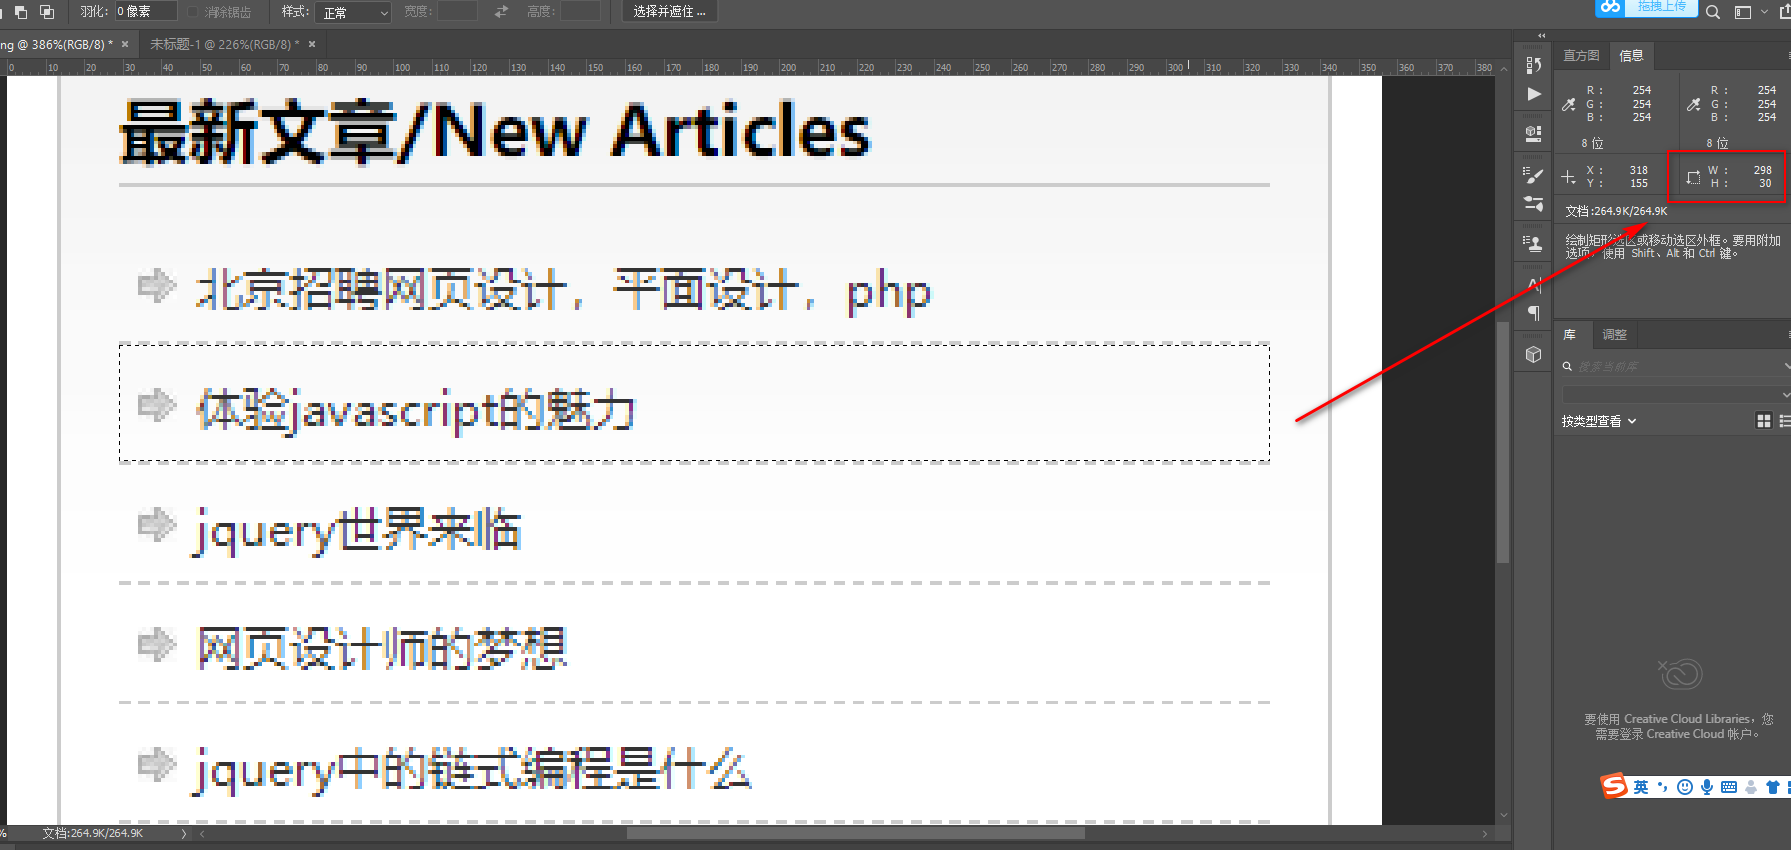 羽化: 0 像素 消除锯齿 样式: 正常 宽度: 高度: 选择并遮住 ... 拖拽上传
ng @ 386%(RGB/8) * × 未标题-1 @ 226%(RGB/8) * ×
0 10 20 30 40 50 60 70 80 90 100 110 120 130 140 150 160 170 180 190 200 210 220 230 240 250 260 270 280 290 300 310 320 330 340 350 360 370 380
最新文章/New Articles
北京招聘网页设计，平面设计，php
体验javascript的魅力
jquery世界来临
网页设计师的梦想
jquery中的链式编程是什么
% 文档:264.9K/264.9K
直方图 信息
R : 254 R : 254
G : 254 G : 254
B : 254 B : 254
8 位 8 位
X : 318 W : 298
Y : 155 H : 30
文档:264.9K/264.9K
绘制矩形选区或移动选区外框。要用附加
选项，使用 Shift、Alt 和 Ctrl 键。
库 调整
搜索当前库
按类型查看
要使用 Creative Cloud Libraries，您
需要登录 Creative Cloud 帐户。
S 英